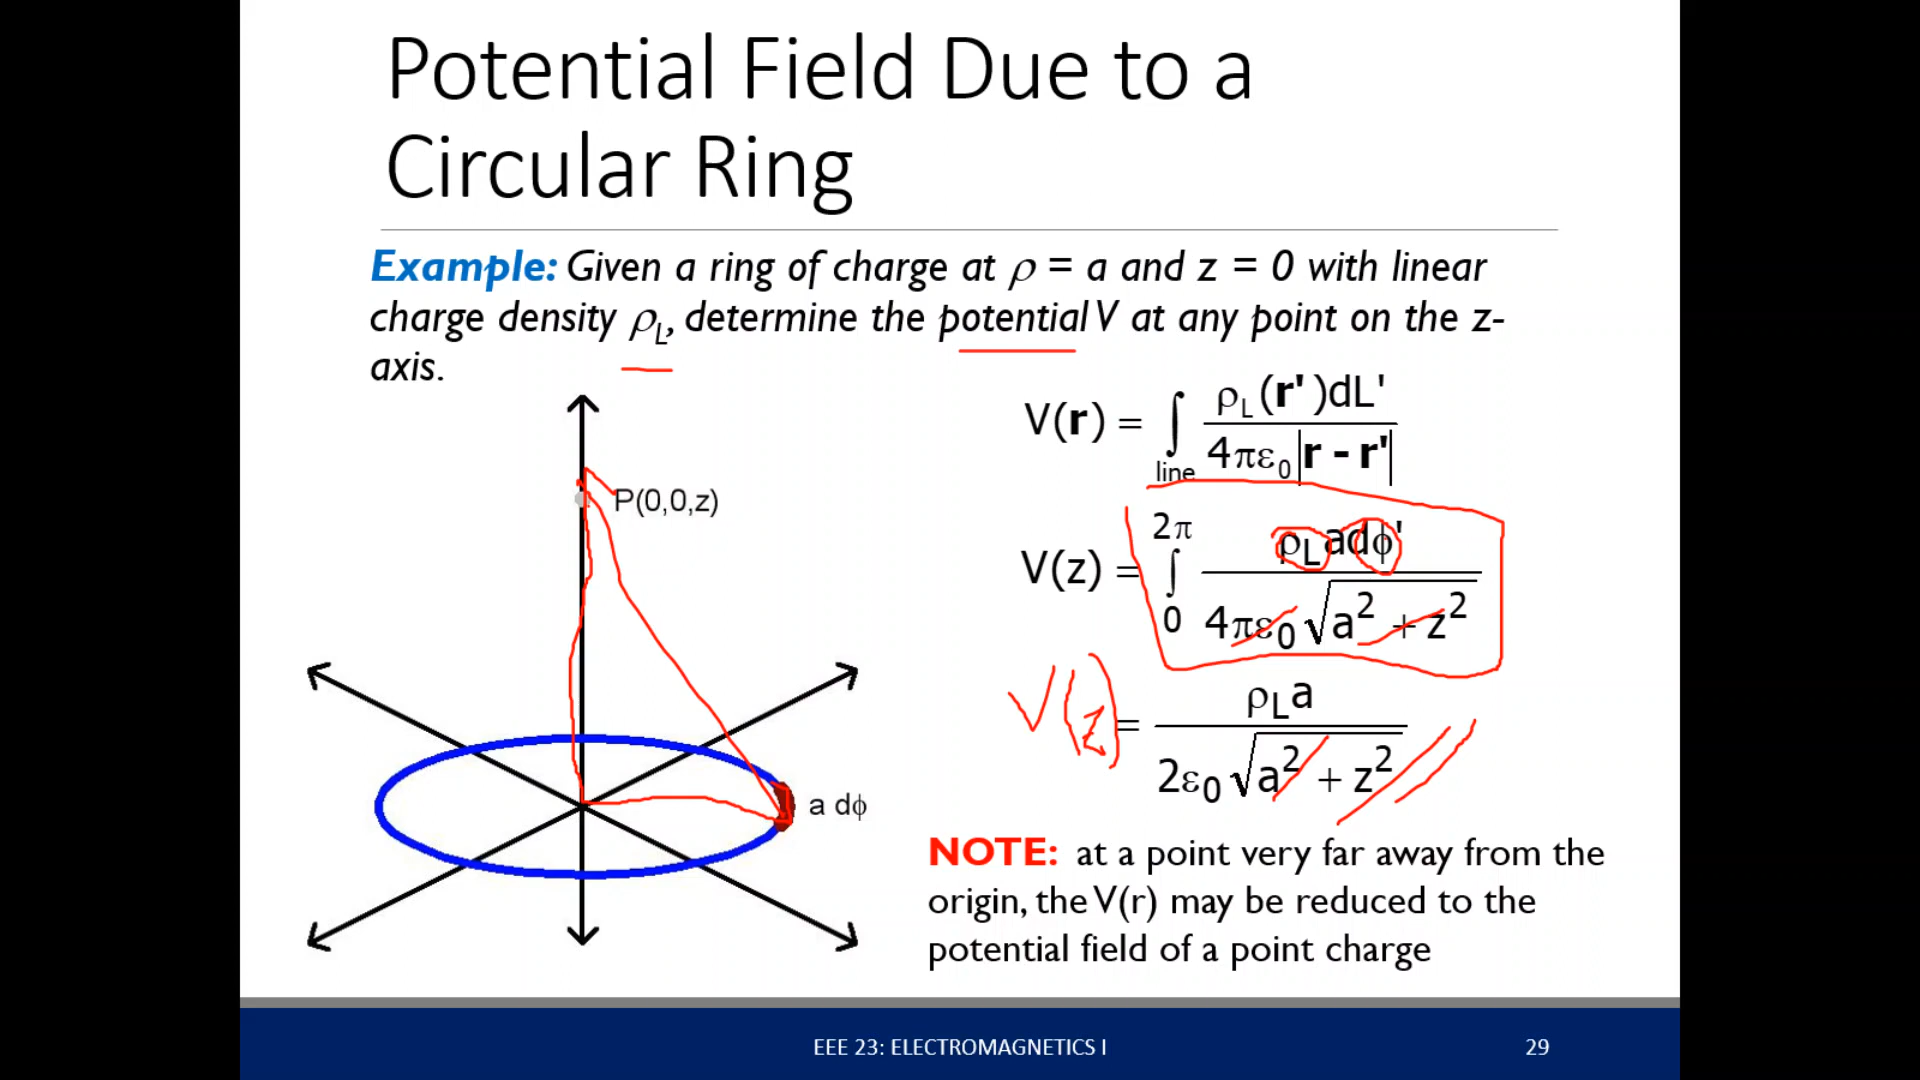 Potential Field Due to a
Circular Ring
Example: Given a ring of charge at ρ = a and z = 0 with linear
charge density ρL, determine the potential V at any point on the z-
axis.
V(r) = ∫line ρL(r')dL' / 4πε0|r - r'|
P(0,0,z)
V(z) = ∫0 2π ρLadϕ' / 4πε0√a² + z²
V(z) = ρLa / 2ε0√a² + z²
a dϕ
NOTE: at a point very far away from the
origin, the V(r) may be reduced to the
potential field of a point charge
EEE 23: ELECTROMAGNETICS I
29